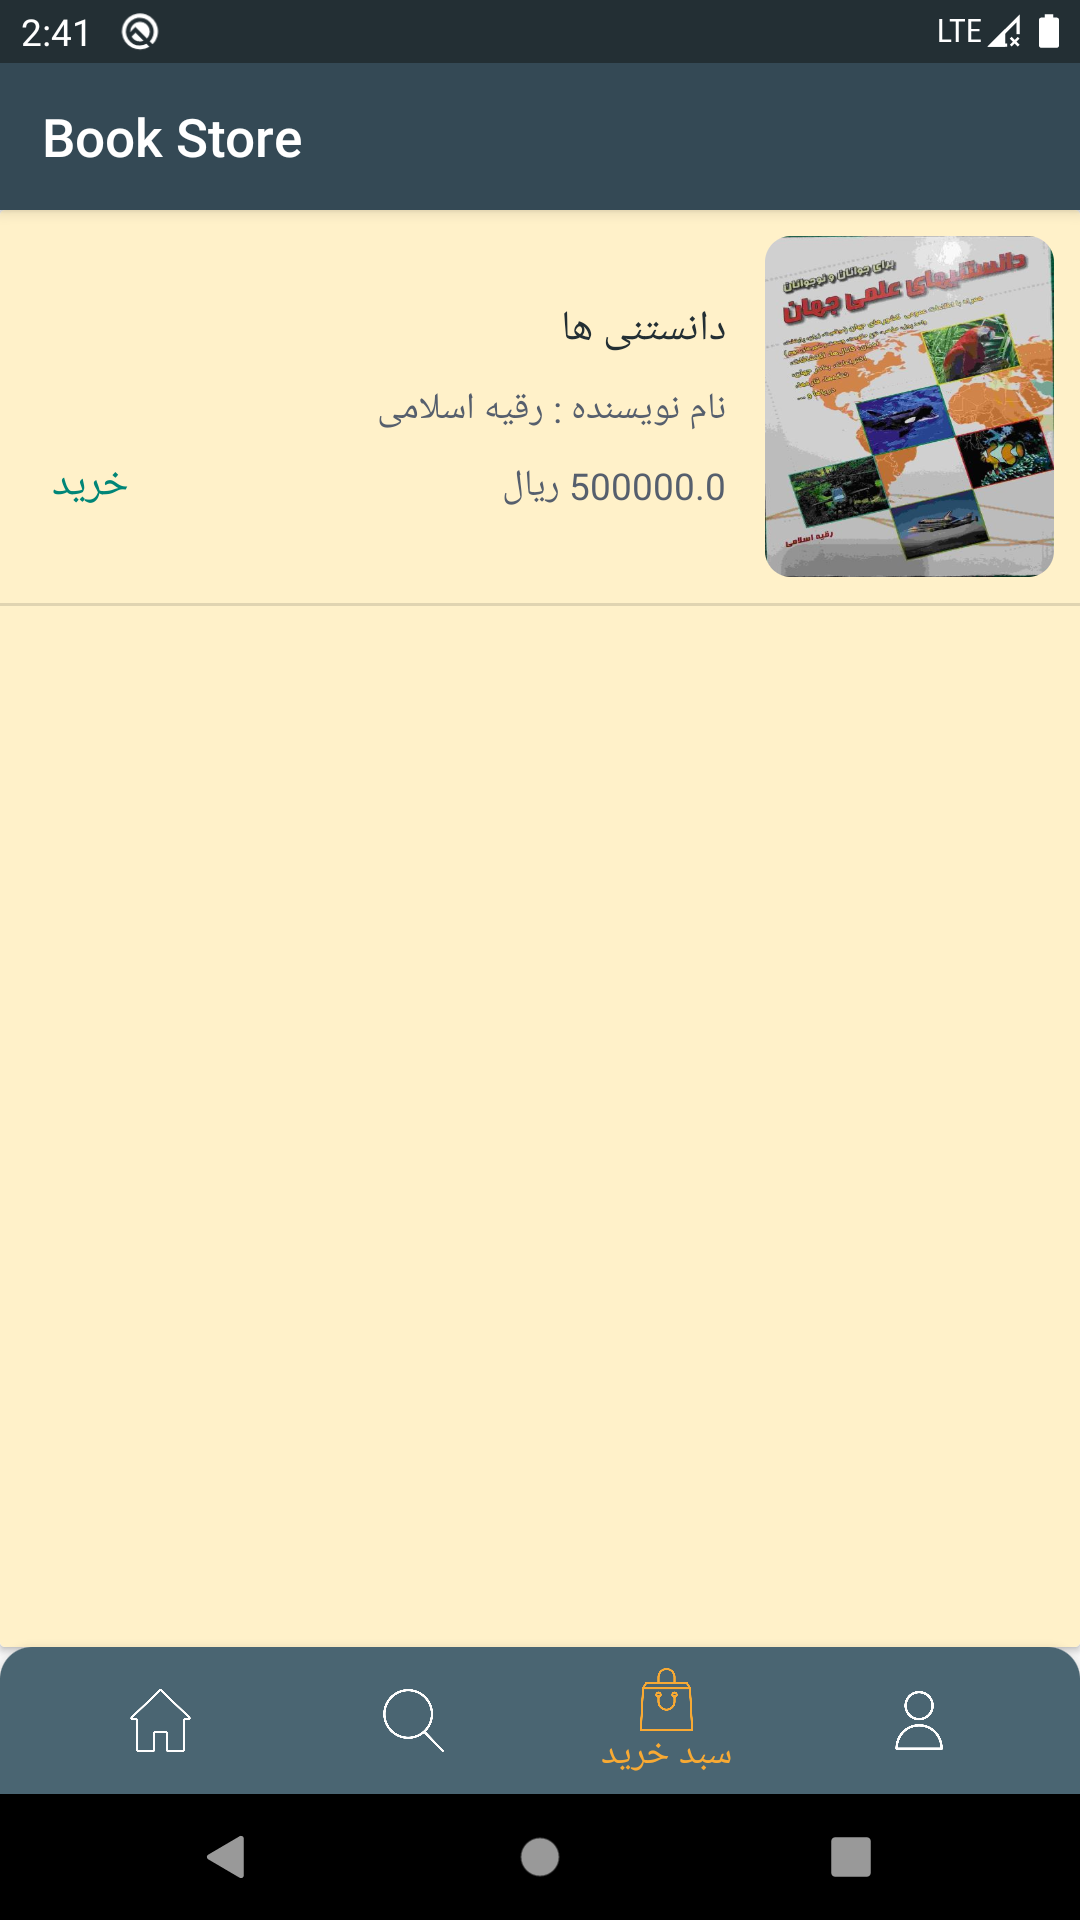 2:41
LTE
Book Store
برای جوانان و نوجوانان
دانستنیهای علمی جهان
رقیه اسلامی
دانستنی ها
نام نویسنده : رقیه اسلامی
500000.0 ریال
خرید
سبد خرید